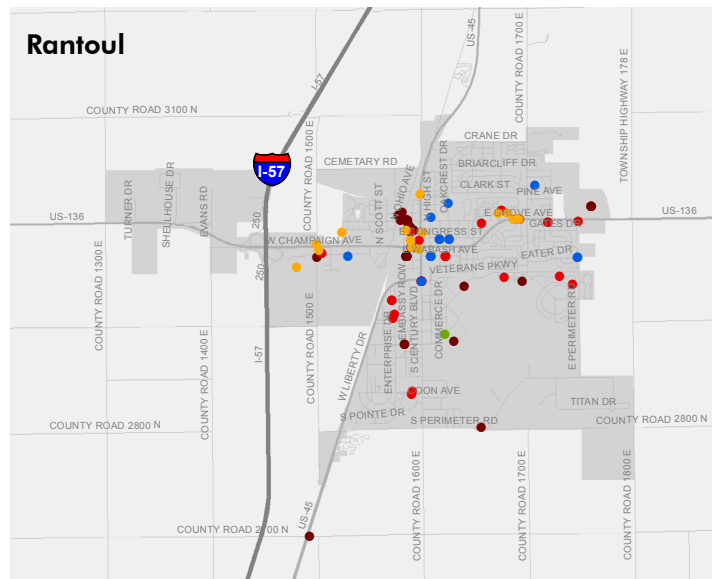 Rantoul
US-45
COUNTY ROAD 1700 E
TOWNSHIP HIGHWAY 178 E
I-57
COUNTY ROAD 3100 N
COUNTY ROAD 1500 E
CRANE DR
I-57
CEMETARY RD
BRIARCLIFF DR
OAKCREST DR
CLARK ST
PINE AVE
TURNER DR
SHELLHOUSE DR
EVANS RD
N SCOTT ST
N HIGH ST
E GROVE AVE
US-136
US-136
250
GATES DR
E CONGRESS ST
W CHAMPAIGN AVE
E WABASH AVE
EATER DR
250
VETERANS PKWY
COUNTY ROAD 1300 E
COUNTY ROAD 1400 E
I-57
COUNTY ROAD 1500 E
W LIBERTY DR
ENTERPRISE DR
EMBASSY ROW
S CENTURY BLVD
COMMERCE DR
E PERIMETER RD
S POINTE DR
TITAN DR
S PERIMETER RD
COUNTY ROAD 2800 N
COUNTY ROAD 2800 N
COUNTY ROAD 1600 E
COUNTY ROAD 1700 E
COUNTY ROAD 1800 E
US-45